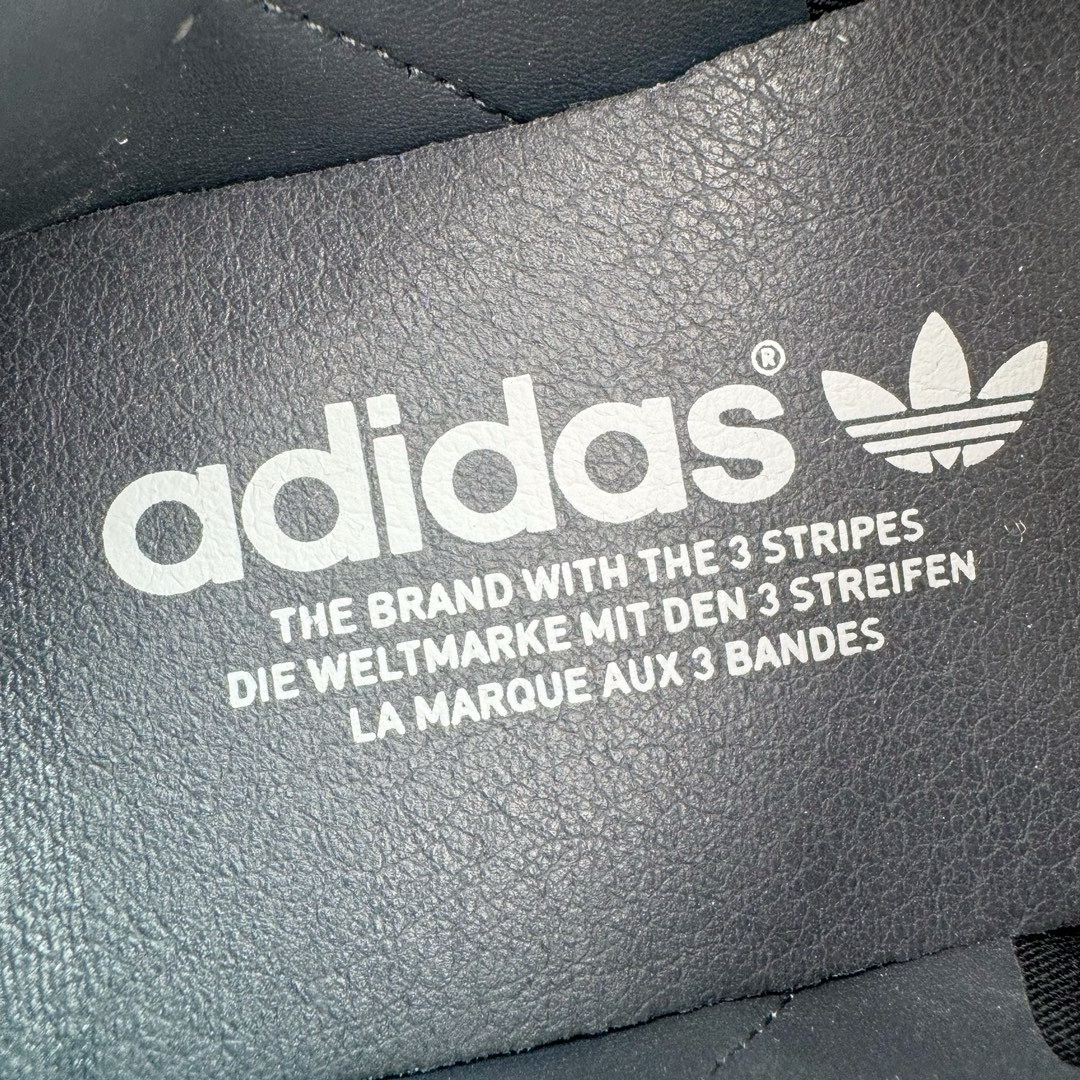 adidas®
THE BRAND WITH THE 3 STRIPES
DIE WELTMARKE MIT DEN 3 STREIFEN
LA MARQUE AUX 3 BANDES